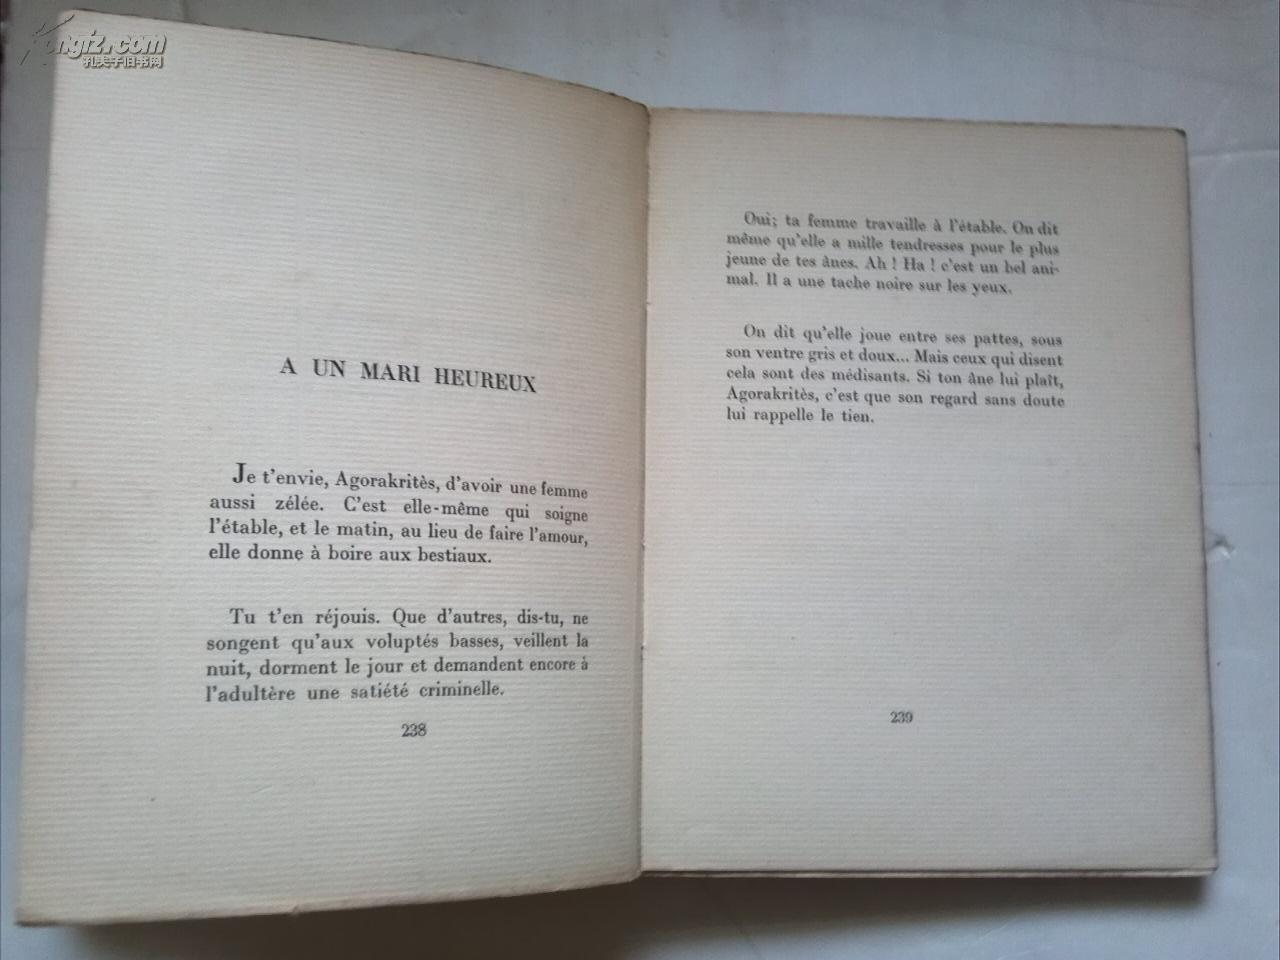 Kongfz.com
孔夫子旧书网
A UN MARI HEUREUX
Je t'envie, Agorakritès, d'avoir une femme
aussi zélée. C'est elle-même qui soigne
l'étable, et le matin, au lieu de faire l'amour,
elle donne à boire aux bestiaux.
Tu t'en réjouis. Que d'autres, dis-tu, ne
songent qu'aux voluptés basses, veillent la
nuit, dorment le jour et demandent encore à
l'adultère une satiété criminelle.
238
Oui; ta femme travaille à l'étable. On dit
même qu'elle a mille tendresses pour le plus
jeune de tes ânes. Ah ! Ha ! c'est un bel ani-
mal. Il a une tache noire sur les yeux.
On dit qu'elle joue entre ses pattes, sous
son ventre gris et doux... Mais ceux qui disent
cela sont des médisants. Si ton âne lui plaît,
Agorakritès, c'est que son regard sans doute
lui rappelle le tien.
239